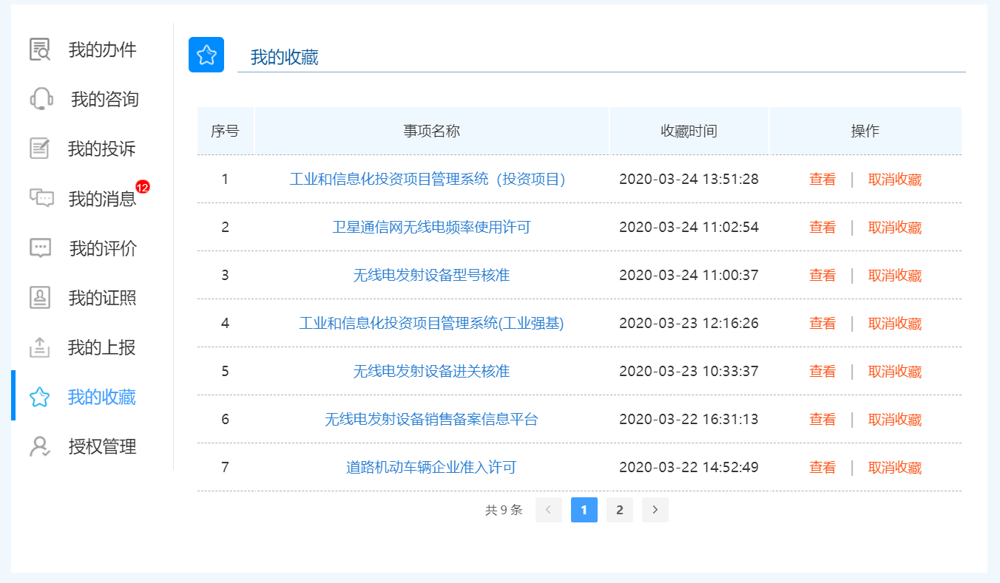 我的办件
我的咨询
我的投诉
我的消息 12
我的评价
我的证照
我的上报
我的收藏
授权管理
我的收藏
序号 事项名称 收藏时间 操作
1 工业和信息化投资项目管理系统（投资项目） 2020-03-24 13:51:28 查看 | 取消收藏
2 卫星通信网无线电频率使用许可 2020-03-24 11:02:54 查看 | 取消收藏
3 无线电发射设备型号核准 2020-03-24 11:00:37 查看 | 取消收藏
4 工业和信息化投资项目管理系统(工业强基) 2020-03-23 12:16:26 查看 | 取消收藏
5 无线电发射设备进关核准 2020-03-23 10:33:37 查看 | 取消收藏
6 无线电发射设备销售备案信息平台 2020-03-22 16:31:13 查看 | 取消收藏
7 道路机动车辆企业准入许可 2020-03-22 14:52:49 查看 | 取消收藏
共 9 条 < 1 2 >